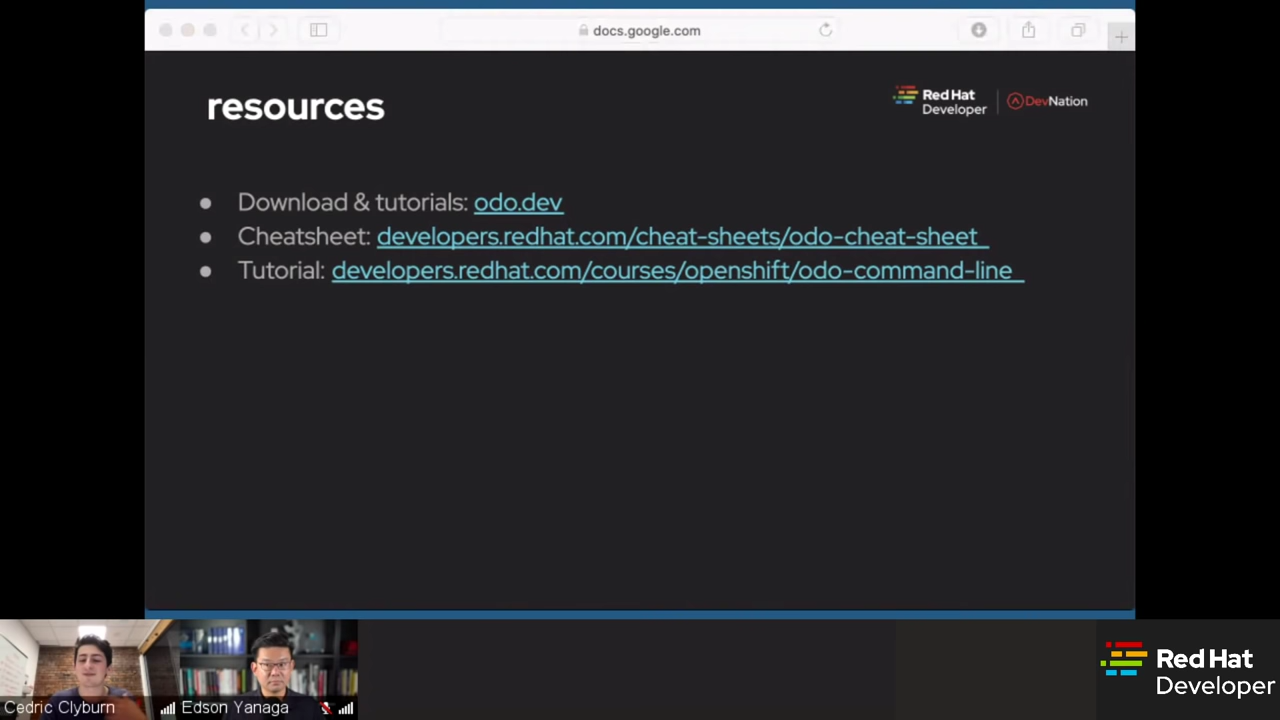 docs.google.com
resources
Red Hat
Developer
DevNation
Download & tutorials: odo.dev
Cheatsheet: developers.redhat.com/cheat-sheets/odo-cheat-sheet
Tutorial: developers.redhat.com/courses/openshift/odo-command-line
Cedric Clyburn
Edson Yanaga
Red Hat
Developer